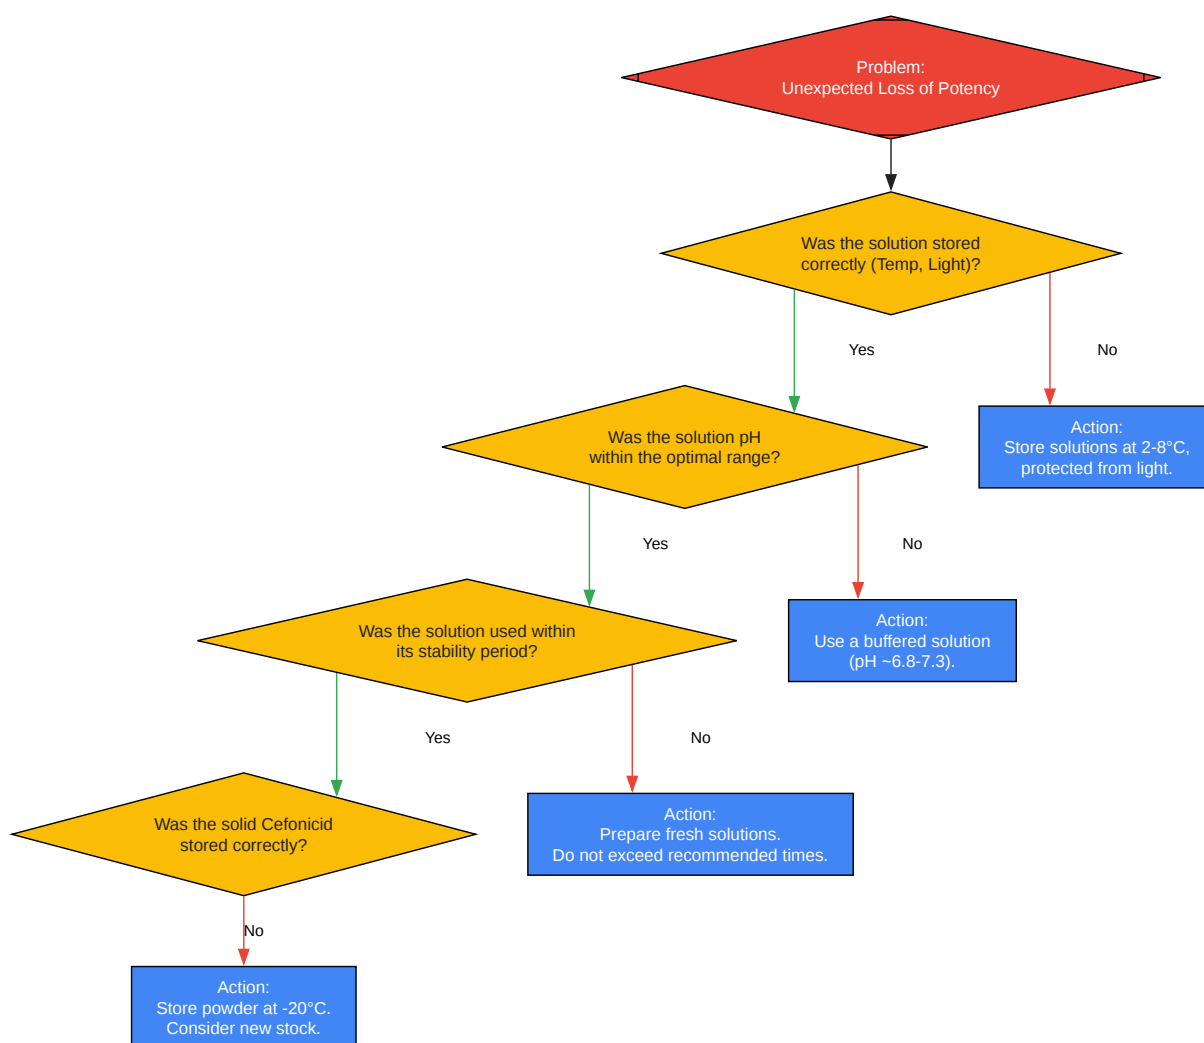 Problem:
Unexpected Loss of Potency
Was the solution stored
correctly (Temp, Light)?
Yes
No
Action:
Store solutions at 2-8°C,
protected from light.
Was the solution pH
within the optimal range?
Yes
No
Action:
Use a buffered solution
(pH ~6.8-7.3).
Was the solution used within
its stability period?
Yes
No
Action:
Prepare fresh solutions.
Do not exceed recommended times.
Was the solid Cefonicid
stored correctly?
No
Action:
Store powder at -20°C.
Consider new stock.